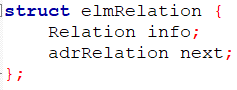 struct elmRelation {
    Relation info;
    adrRelation next;
};